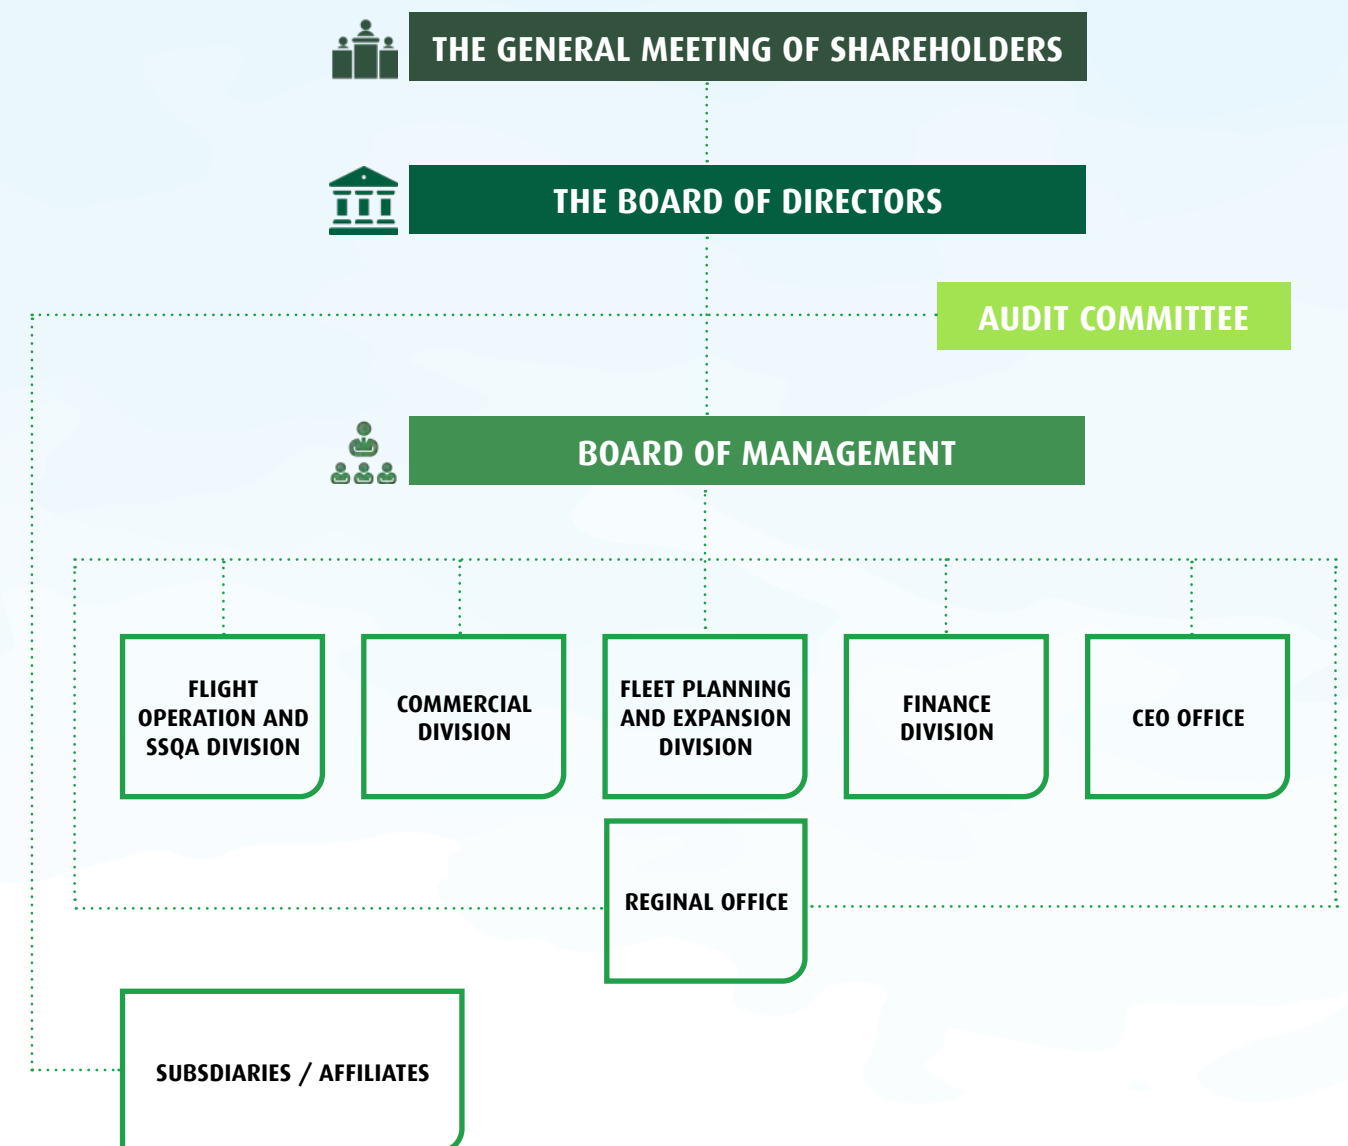 THE GENERAL MEETING OF SHAREHOLDERS
THE BOARD OF DIRECTORS
AUDIT COMMITTEE
BOARD OF MANAGEMENT
FLIGHT
OPERATION AND
SSQA DIVISION
COMMERCIAL
DIVISION
FLEET PLANNING
AND EXPANSION
DIVISION
FINANCE
DIVISION
CEO OFFICE
REGINAL OFFICE
SUBSDIARIES / AFFILIATES